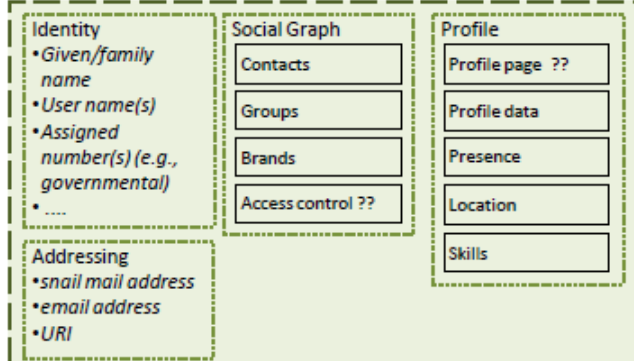 Identity
•Given/family
name
•User name(s)
•Assigned
number(s) (e.g.,
governmental)
• ....
Addressing
•snail mail address
•email address
•URI
Social Graph
Contacts
Groups
Brands
Access control ??
Profile
Profile page ??
Profile data
Presence
Location
Skills